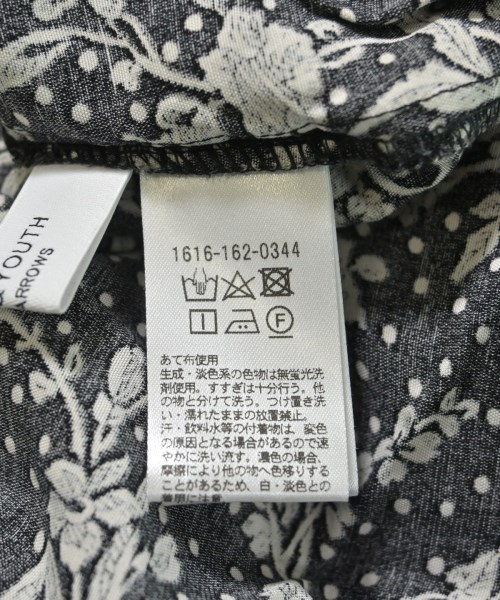 & YOUTH
ARROWS
1616-162-0344
F
あて布使用
生成・淡色系の色物は無蛍光洗
剤使用。すすぎは十分行う。他
の物と分けて洗う。つけ置き洗
い・濡れたままの放置禁止。
汗・飲料水等の付着物は、変色
の原因となる場合があるので速
やかに洗い流す。濃色の場合、
摩擦により他の物へ色移りする
ことがあるため、白・淡色との
着用に注意